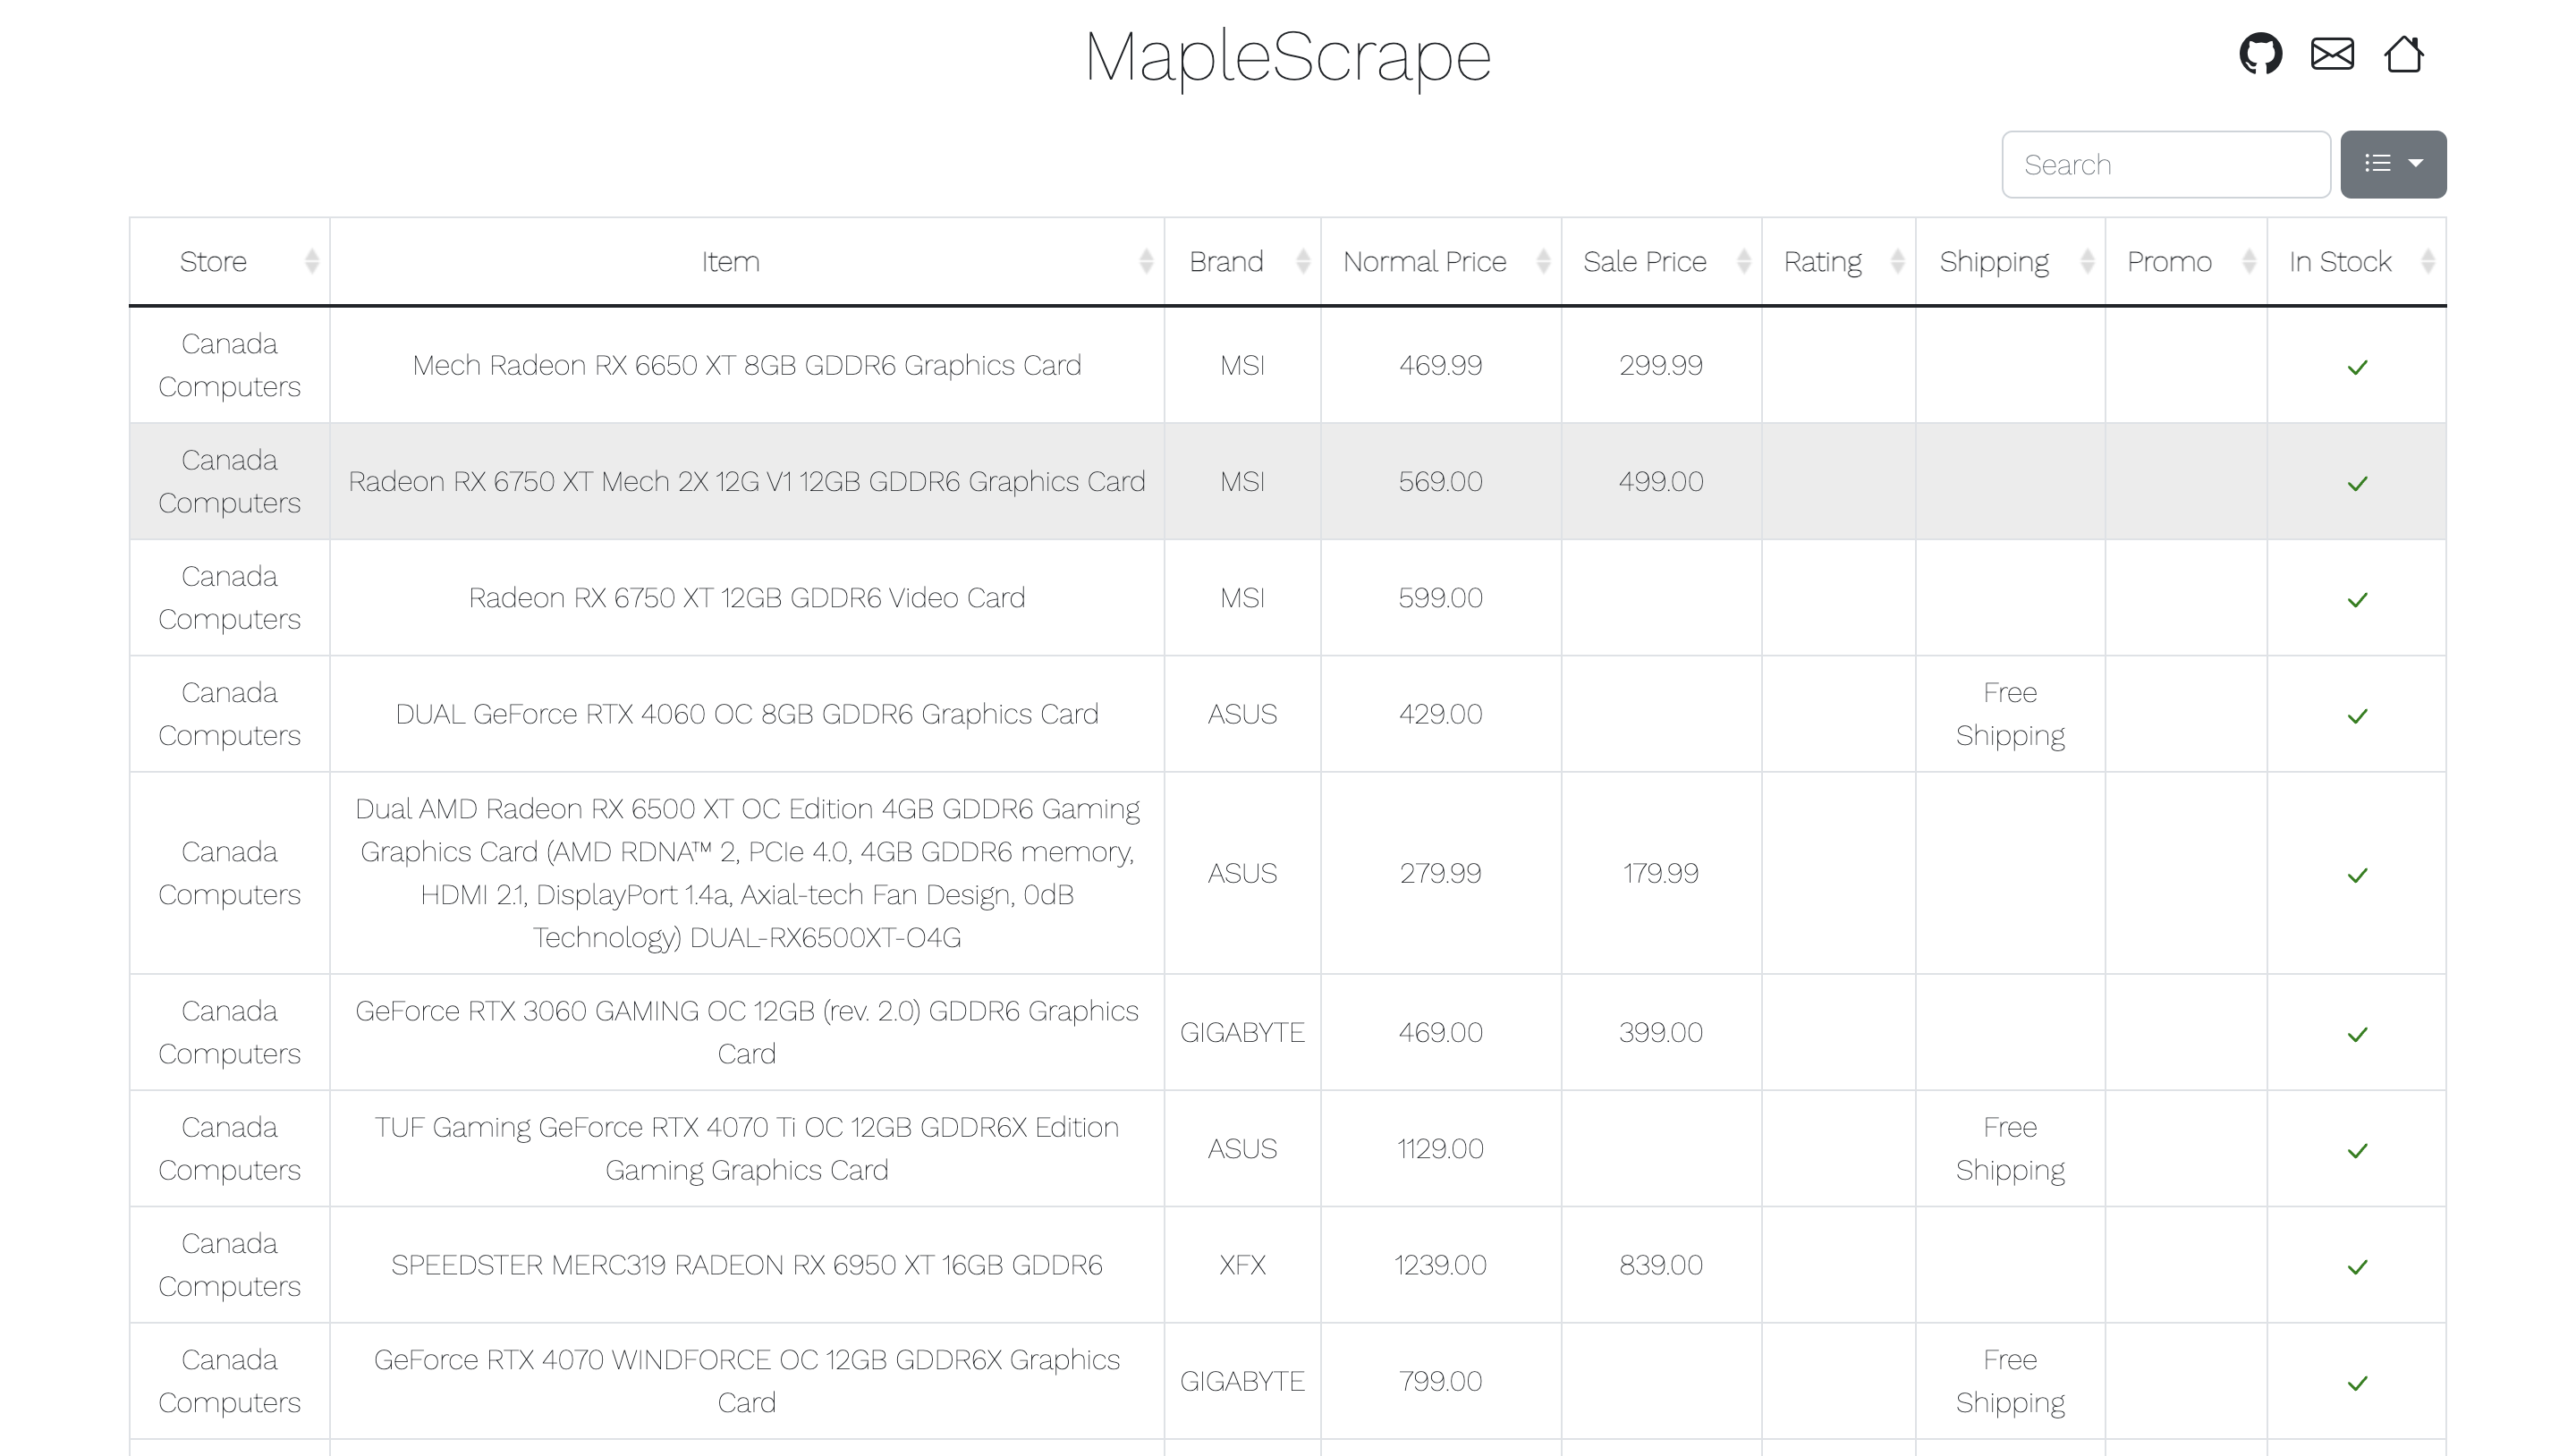 MapleScrape
Search
Store Item Brand Normal Price Sale Price Rating Shipping Promo In Stock
Canada
Computers
Mech Radeon RX 6650 XT 8GB GDDR6 Graphics Card MSI 469.99 299.99
Canada
Computers
Radeon RX 6750 XT Mech 2X 12G V1 12GB GDDR6 Graphics Card MSI 569.00 499.00
Canada
Computers
Radeon RX 6750 XT 12GB GDDR6 Video Card MSI 599.00
Canada
Computers
DUAL GeForce RTX 4060 OC 8GB GDDR6 Graphics Card ASUS 429.00
Free
Shipping
Canada
Computers
Dual AMD Radeon RX 6500 XT OC Edition 4GB GDDR6 Gaming
Graphics Card (AMD RDNA™ 2, PCIe 4.0, 4GB GDDR6 memory,
HDMI 2.1, DisplayPort 1.4a, Axial-tech Fan Design, 0dB
Technology) DUAL-RX6500XT-O4G
ASUS 279.99 179.99
Canada
Computers
GeForce RTX 3060 GAMING OC 12GB (rev. 2.0) GDDR6 Graphics
Card
GIGABYTE 469.00 399.00
Canada
Computers
TUF Gaming GeForce RTX 4070 Ti OC 12GB GDDR6X Edition
Gaming Graphics Card
ASUS 1129.00
Free
Shipping
Canada
Computers
SPEEDSTER MERC319 RADEON RX 6950 XT 16GB GDDR6 XFX 1239.00 839.00
Canada
Computers
GeForce RTX 4070 WINDFORCE OC 12GB GDDR6X Graphics
Card
GIGABYTE 799.00
Free
Shipping